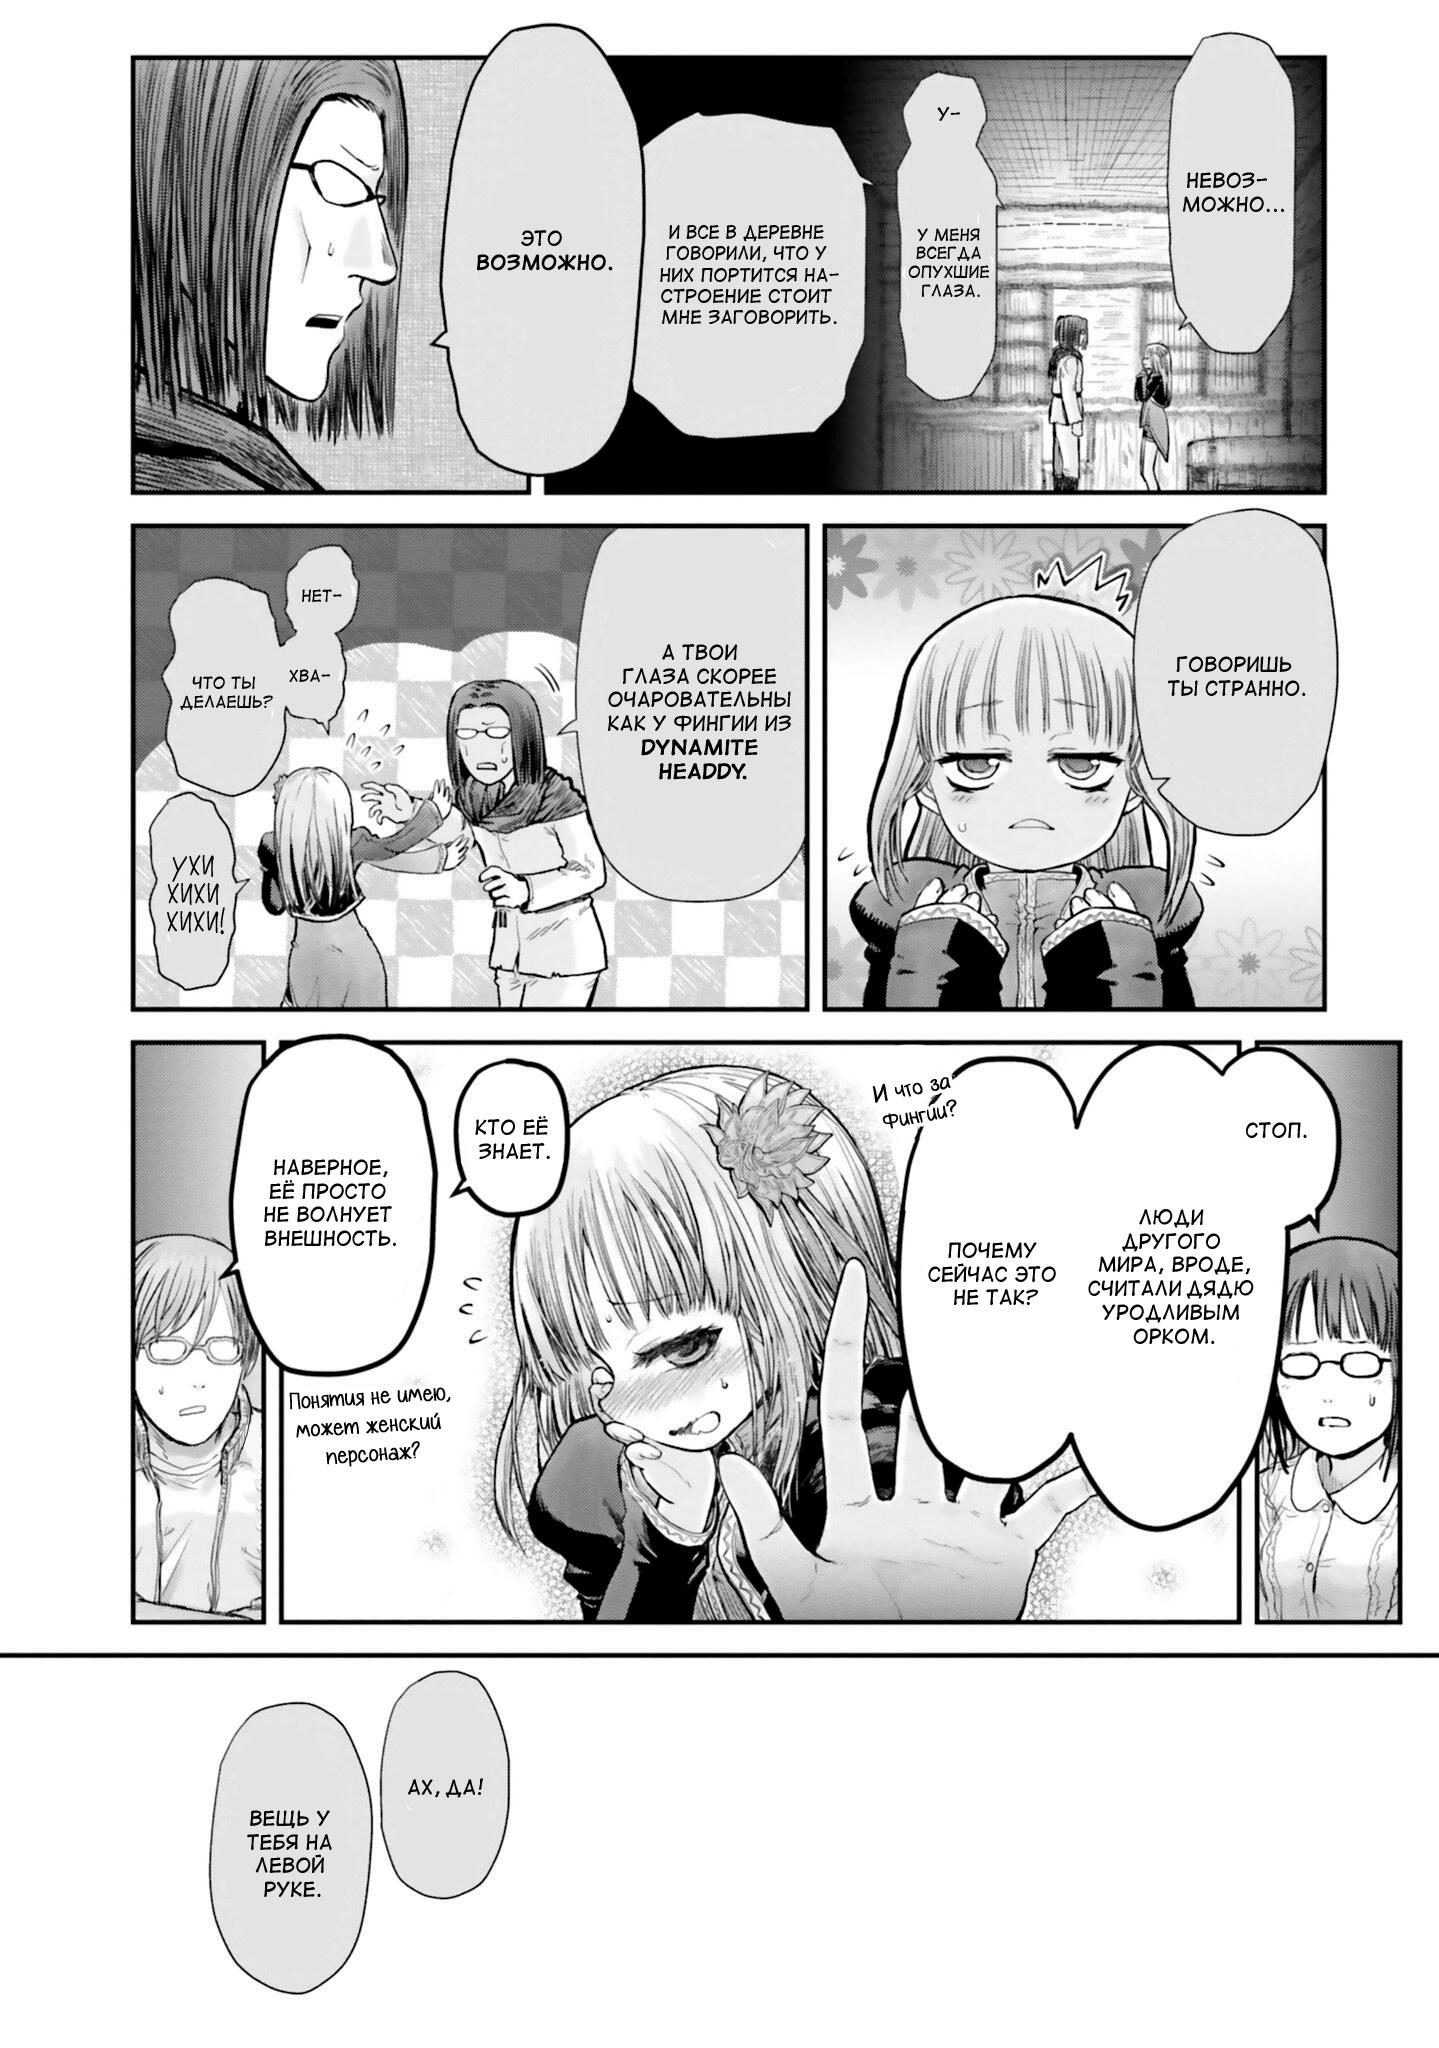 НЕВОЗ-
МОЖНО...
У-
У МЕНЯ
ВСЕГДА
ОПУХШИЕ
ГЛАЗА.
И ВСЕ В ДЕРЕВНЕ
ГОВОРИЛИ, ЧТО У
НИХ ПОРТИТСЯ НА-
СТРОЕНИЕ СТОИТ
МНЕ ЗАГОВОРИТЬ.
ЭТО
ВОЗМОЖНО.
ГОВОРИШЬ
ТЫ СТРАННО.
А ТВОИ
ГЛАЗА СКОРЕЕ
ОЧАРОВАТЕЛЬНЫ
КАК У ФИНГИИ ИЗ
DYNAMITE
HEADDY.
НЕТ-
ХВА-
ЧТО ТЫ
ДЕЛАЕШЬ?
УХИ
ХИХИ
ХИХИ!
СТОП.
ЛЮДИ
ДРУГОГО
МИРА, ВРОДЕ,
СЧИТАЛИ ДЯДЮ
УРОДЛИВЫМ
ОРКОМ.
ПОЧЕМУ
СЕЙЧАС ЭТО
НЕ ТАК?
И что за
Фингии?
КТО ЕЁ
ЗНАЕТ.
НАВЕРНОЕ,
ЕЁ ПРОСТО
НЕ ВОЛНУЕТ
ВНЕШНОСТЬ.
Понятия не имею,
может женский
персонаж?
АХ, ДА!
ВЕЩЬ У
ТЕБЯ НА
ЛЕВОЙ
РУКЕ.